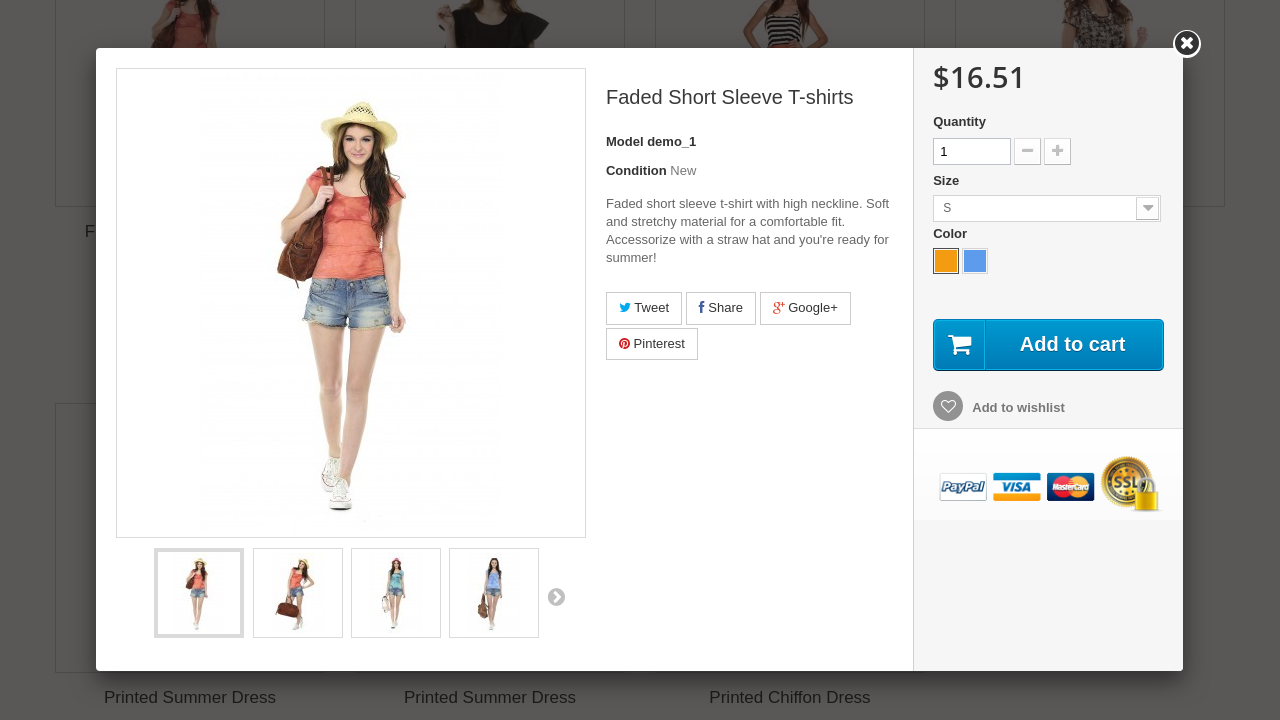 Faded Short Sleeve T-shirts
Model demo_1
Condition New
Faded short sleeve t-shirt with high neckline. Soft
and stretchy material for a comfortable fit.
Accessorize with a straw hat and you're ready for
summer!
Tweet
Share
Google+
Pinterest
$16.51
Quantity
1
Size
S
Color
Add to cart
Add to wishlist
PayPal
VISA
MasterCard
SSL
F
Printed Summer Dress
Printed Summer Dress
Printed Chiffon Dress